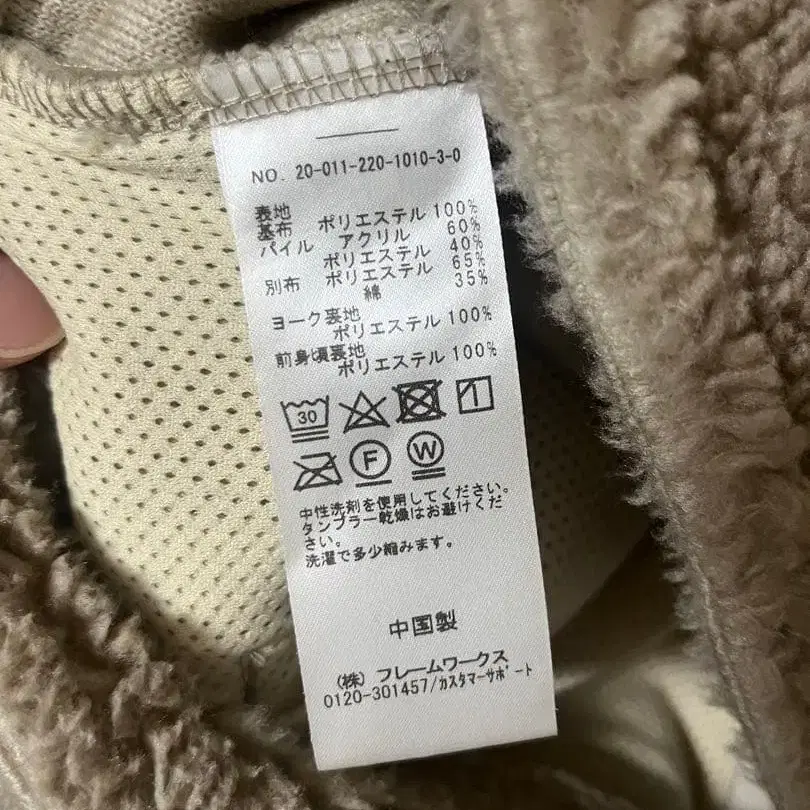 NO. 20-011-220-1010-3-0
表地
基布 ポリエステル 100%
パイル アクリル 60%
ポリエステル 40%
別布 ポリエステル 65%
綿 35%
ヨーク裏地
ポリエステル 100%
前身頃裏地
ポリエステル 100%
30
F W
中性洗剤を使用してください。
タンブラー乾燥はお避けくだ
さい。
洗濯で多少縮みます。
中国製
(株) フレームワークス
0120-301457/カスタマーサポート